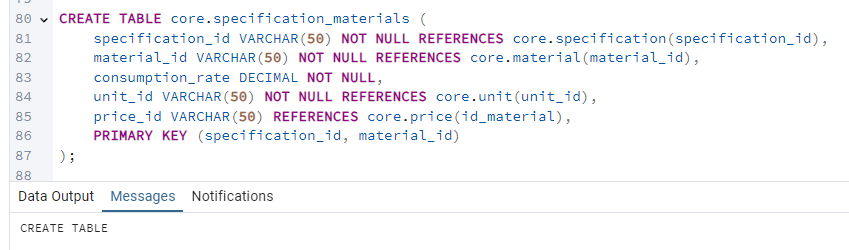 80 CREATE TABLE core.specification_materials (
81 specification_id VARCHAR(50) NOT NULL REFERENCES core.specification(specification_id),
82 material_id VARCHAR(50) NOT NULL REFERENCES core.material(material_id),
83 consumption_rate DECIMAL NOT NULL,
84 unit_id VARCHAR(50) NOT NULL REFERENCES core.unit(unit_id),
85 price_id VARCHAR(50) REFERENCES core.price(id_material),
86 PRIMARY KEY (specification_id, material_id)
87 );
88
Data Output Messages Notifications
CREATE TABLE